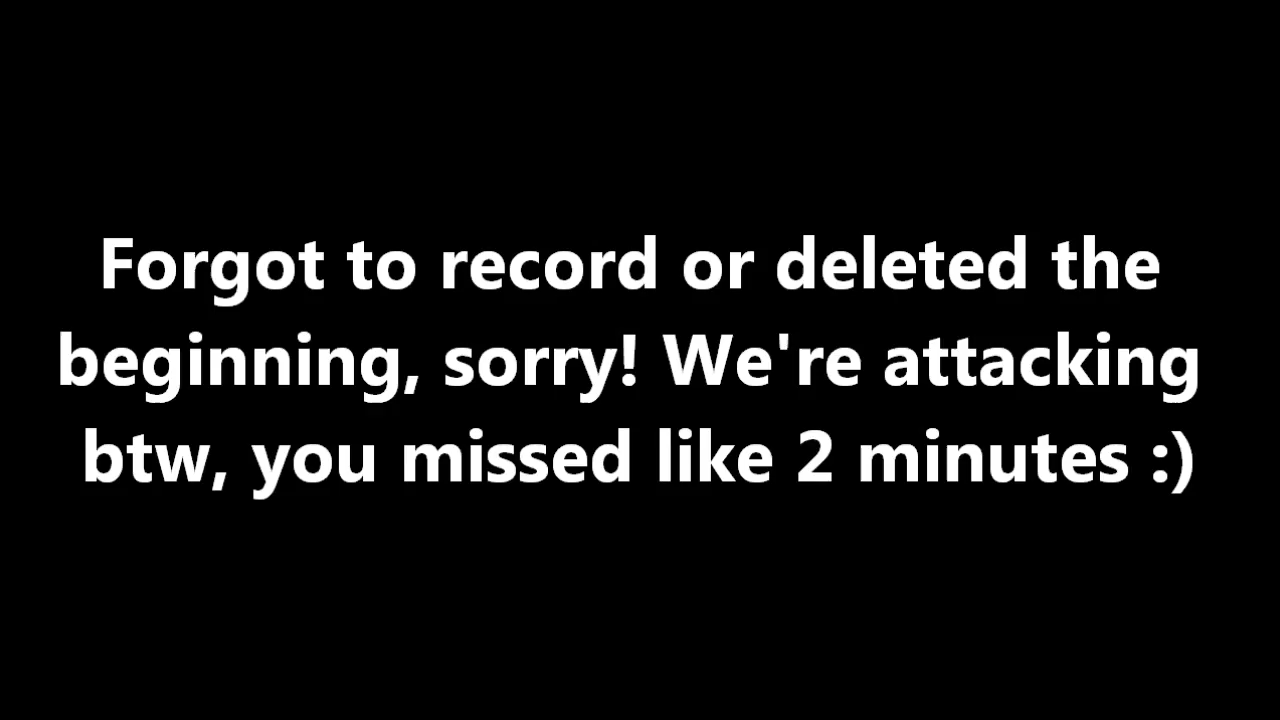 Forgot to record or deleted the
beginning, sorry! We're attacking
btw, you missed like 2 minutes :)